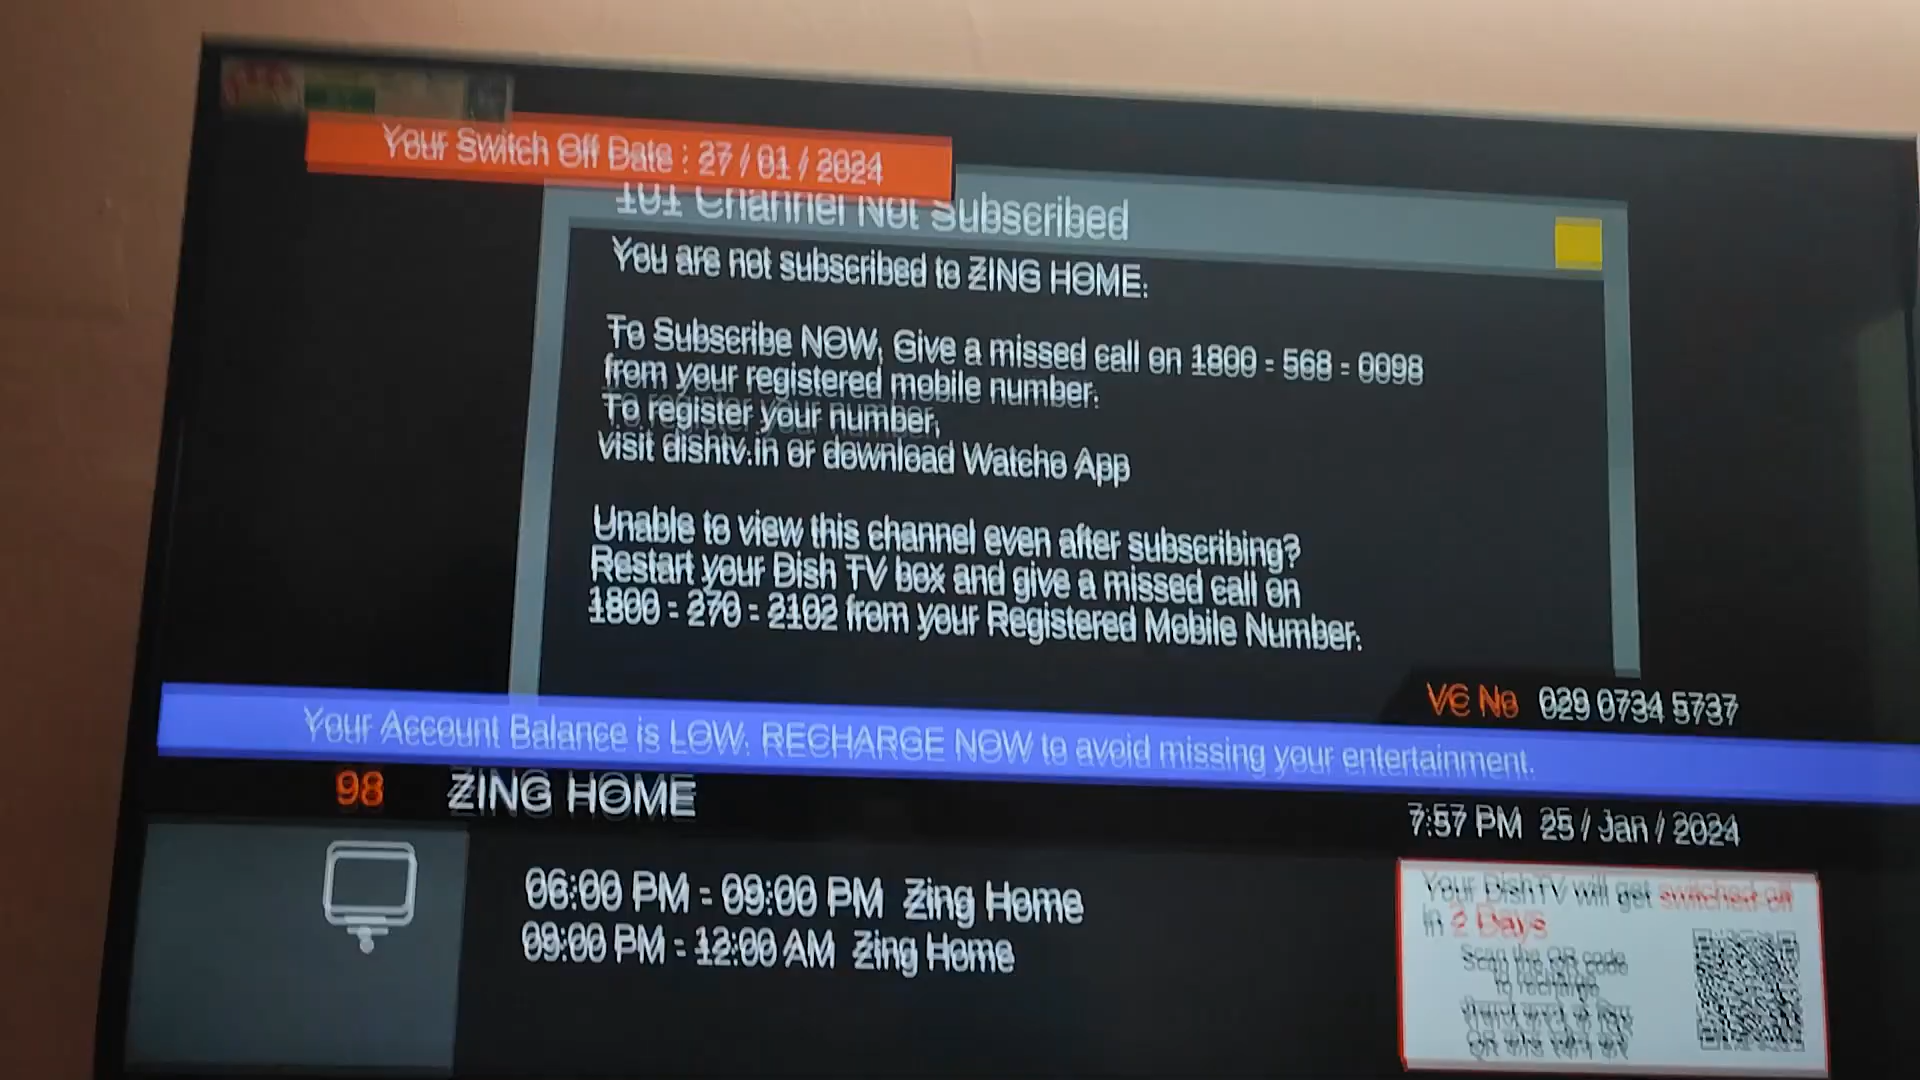 Your Switch Off Date : 27 / 01 / 2024
101 Channel Not Subscribed
You are not subscribed to ZING HOME.
To Subscribe NOW, Give a missed call on 1800 - 568 - 0098
from your registered mobile number.
To register your number,
visit dishtv.in or download Watcho App
Unable to view this channel even after subscribing?
Restart your Dish TV box and give a missed call on
1800 - 270 - 2102 from your Registered Mobile Number.
VC No 029 0734 5737
Your Account Balance is LOW. RECHARGE NOW to avoid missing your entertainment.
98 ZING HOME
7:57 PM 25 / Jan / 2024
06:00 PM - 09:00 PM Zing Home
09:00 PM - 12:00 AM Zing Home
Your DishTV will get switched off
in 2 Days
Scan the QR code
to recharge
रीचार्ज करने के लिए
QR कोड स्कैन करें